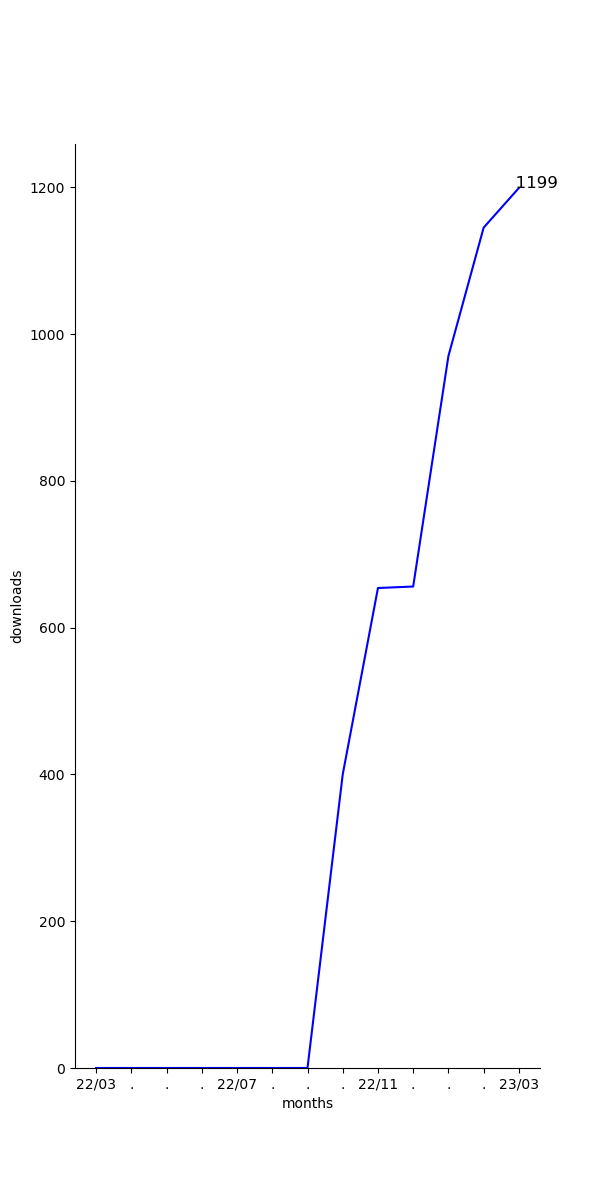 1199
1200
1000
800
600
400
200
0
downloads
22/03 . . . 22/07 . . . 22/11 . . . 23/03
months